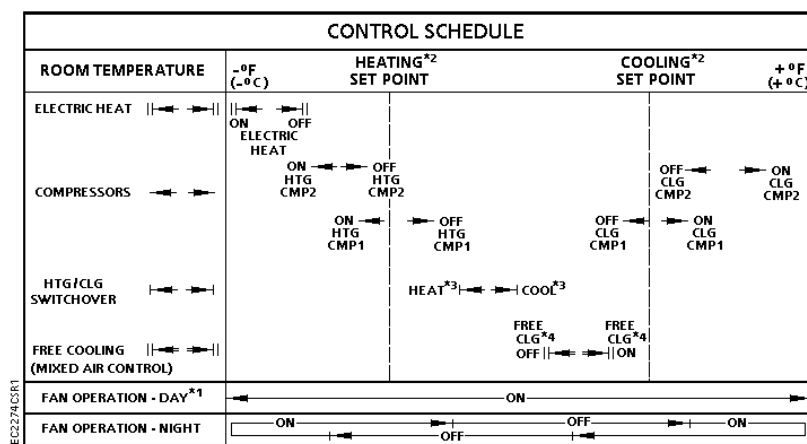 CONTROL SCHEDULE
ROOM TEMPERATURE
-ºF
(-ºC)
HEATING*2
SET POINT
COOLING*2
SET POINT
+ºF
(+ºC)
ELECTRIC HEAT
ON OFF
ELECTRIC
HEAT
COMPRESSORS
ON
HTG
CMP2
OFF
HTG
CMP2
OFF
CLG
CMP2
ON
CLG
CMP2
ON
HTG
CMP1
OFF
HTG
CMP1
OFF
CLG
CMP1
ON
CLG
CMP1
HTG/CLG
SWITCHOVER
HEAT*3
COOL*3
FREE COOLING
(MIXED AIR CONTROL)
FREE
CLG*4
OFF
FREE
CLG*4
ON
FAN OPERATION - DAY*1
ON
FAN OPERATION - NIGHT
ON OFF ON
OFF
EC2274CSR1